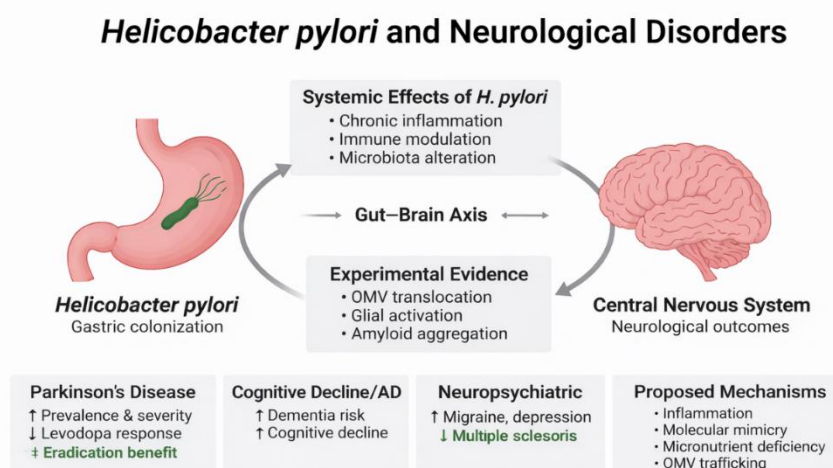 Helicobacter pylori and Neurological Disorders
Systemic Effects of H. pylori
• Chronic inflammation
• Immune modulation
• Microbiota alteration
Gut–Brain Axis
Experimental Evidence
• OMV translocation
• Glial activation
• Amyloid aggregation
Helicobacter pylori
Gastric colonization
Central Nervous System
Neurological outcomes
Parkinson's Disease
↑ Prevalence & severity
↓ Levodopa response
‡ Eradication benefit
Cognitive Decline/AD
↑ Dementia risk
↑ Cognitive decline
Neuropsychiatric
↑ Migraine, depression
↓ Multiple sclesoris
Proposed Mechanisms
• Inflammation
• Molecular mimicry
• Micronutrient deficiency
• OMV trafficking